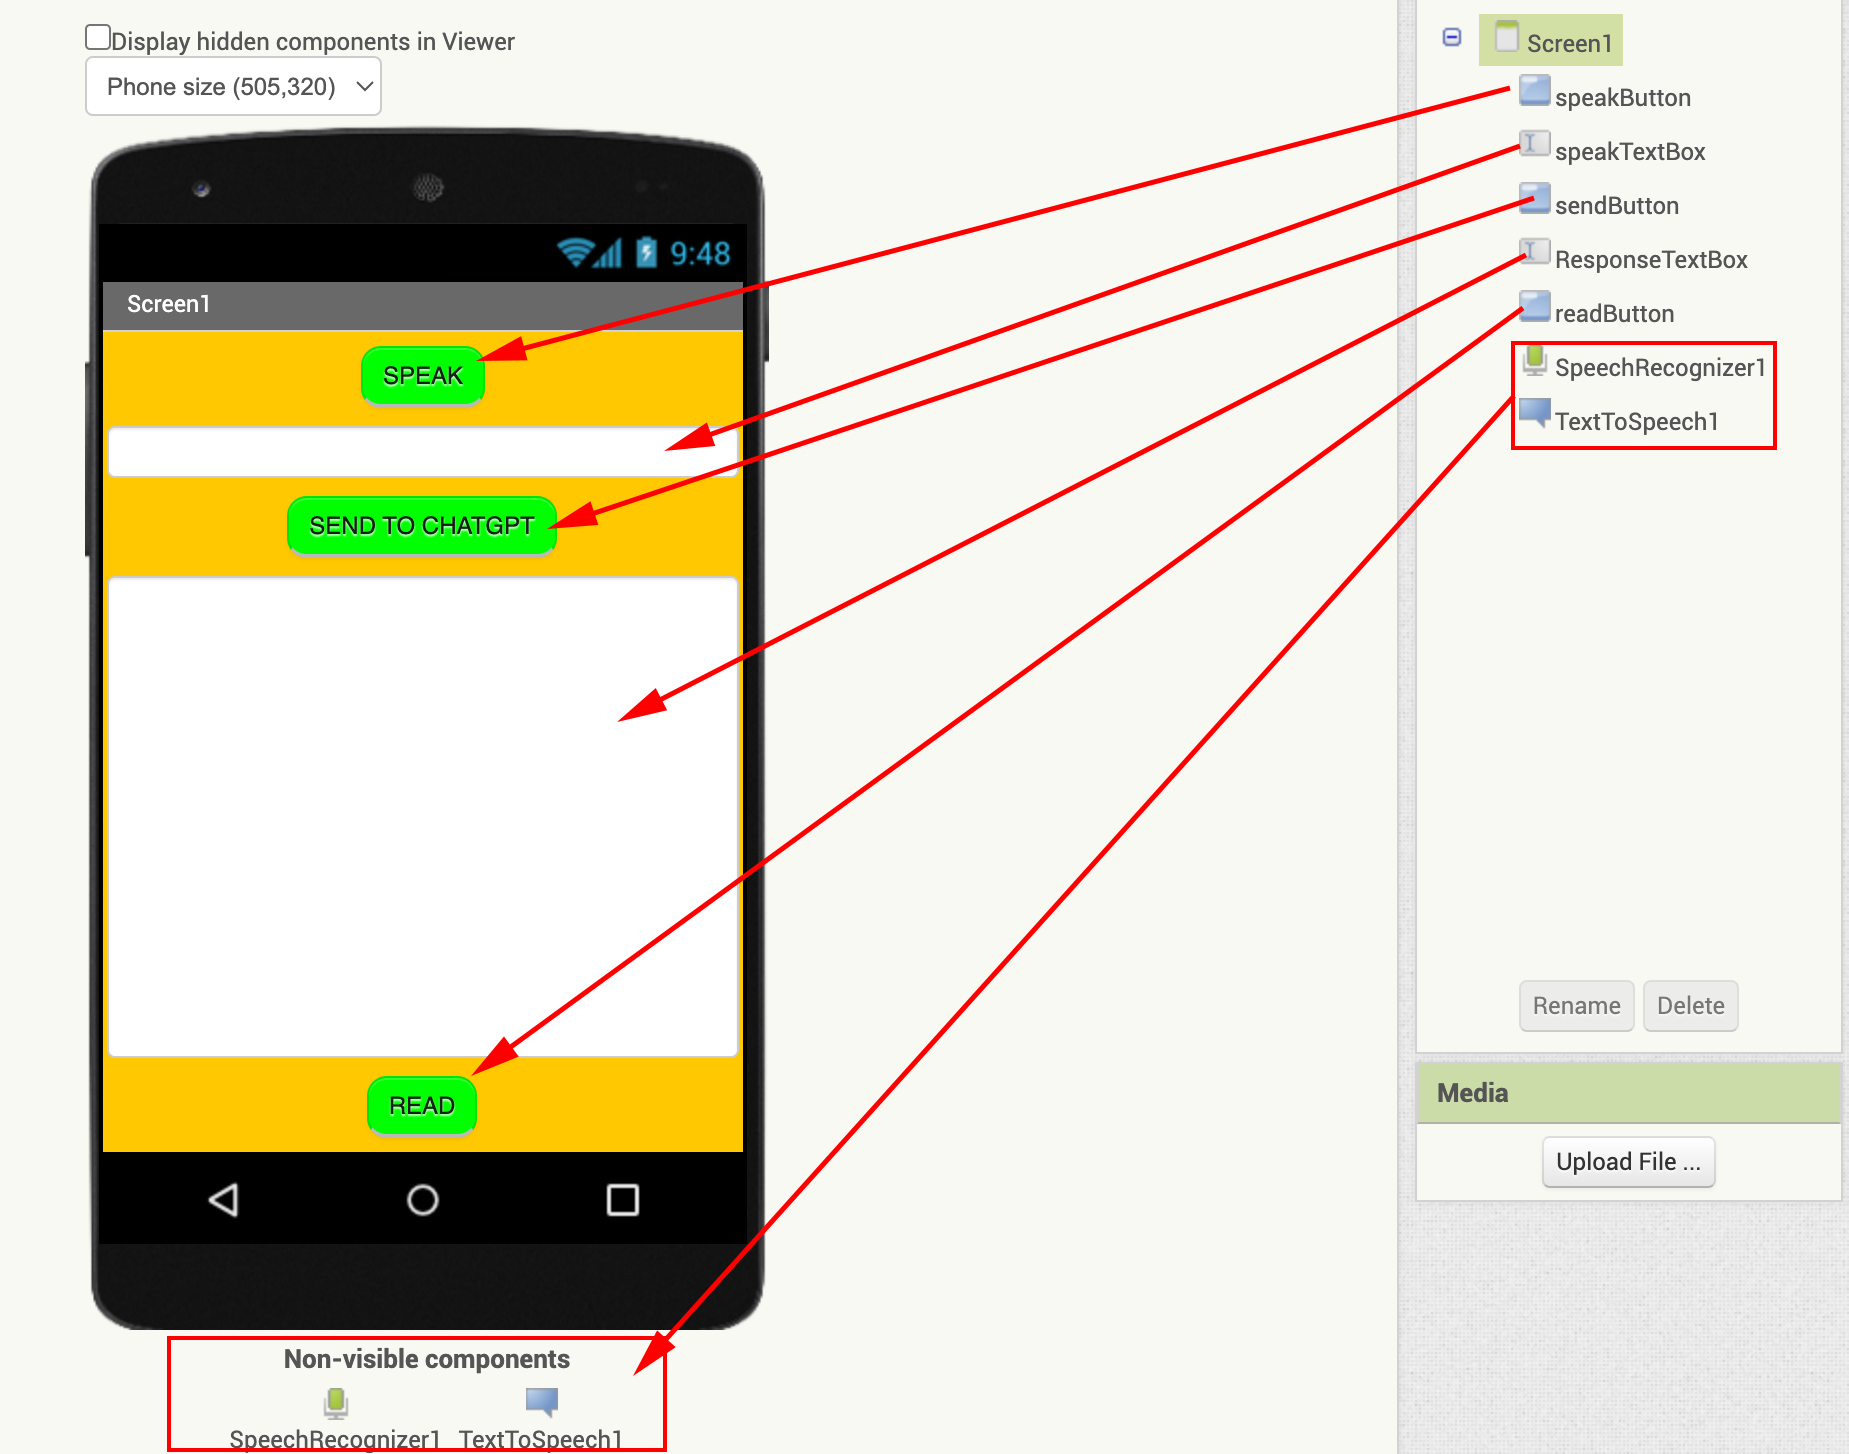 Display hidden components in Viewer
Phone size (505,320)
9:48
Screen1
SPEAK
SEND TO CHATGPT
READ
Non-visible components
SpeechRecognizer1 TextToSpeech1
Screen1
speakButton
speakTextBox
sendButton
ResponseTextBox
readButton
SpeechRecognizer1
TextToSpeech1
Rename Delete
Media
Upload File ...